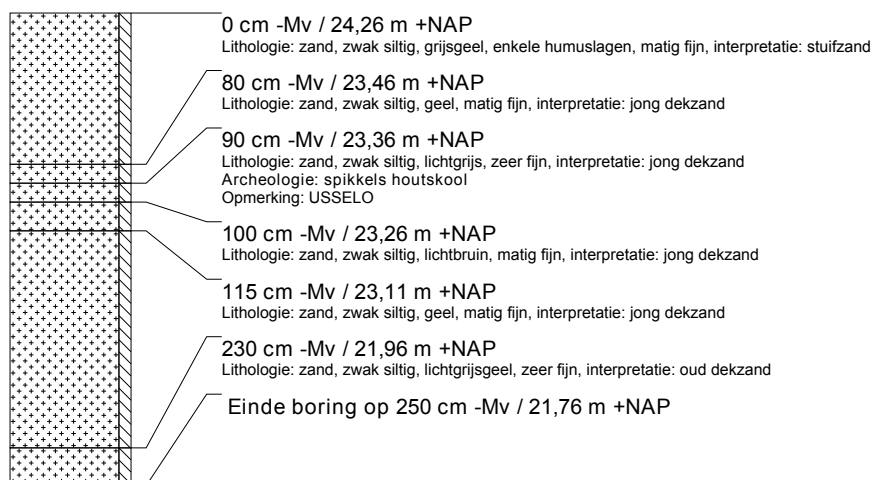 0 cm -Mv / 24,26 m +NAP
Lithologie: zand, zwak siltig, grijsgeel, enkele humuslagen, matig fijn, interpretatie: stuifzand
80 cm -Mv / 23,46 m +NAP
Lithologie: zand, zwak siltig, geel, matig fijn, interpretatie: jong dekzand
90 cm -Mv / 23,36 m +NAP
Lithologie: zand, zwak siltig, lichtgrijs, zeer fijn, interpretatie: jong dekzand
Archeologie: spikkels houtskool
Opmerking: USSELO
100 cm -Mv / 23,26 m +NAP
Lithologie: zand, zwak siltig, lichtbruin, matig fijn, interpretatie: jong dekzand
115 cm -Mv / 23,11 m +NAP
Lithologie: zand, zwak siltig, geel, matig fijn, interpretatie: jong dekzand
230 cm -Mv / 21,96 m +NAP
Lithologie: zand, zwak siltig, lichtgrijsgeel, zeer fijn, interpretatie: oud dekzand
Einde boring op 250 cm -Mv / 21,76 m +NAP